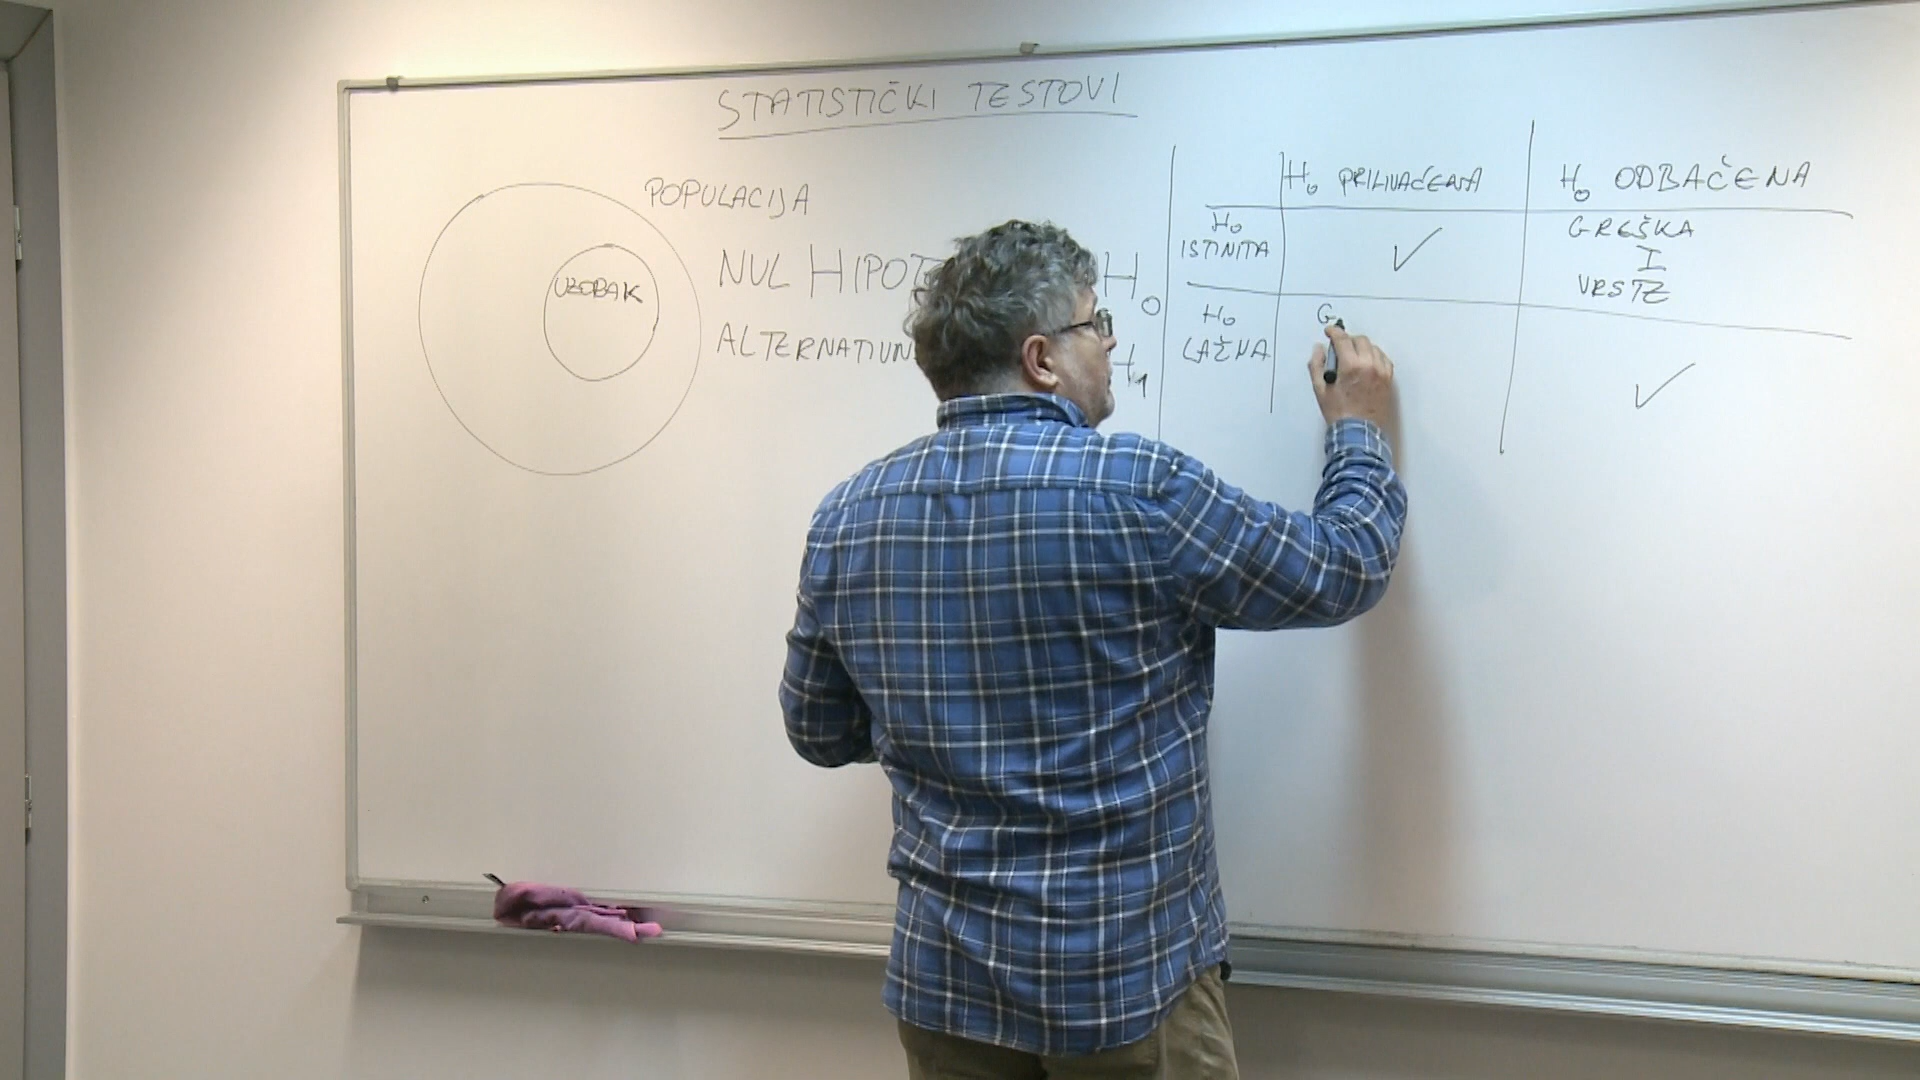 STATISTIČKI TESTOVI
POPULACIJA
UZORAK
NUL HIPOT H₀
ALTERNATIVN H₁
H₀ PRIHVAĆENA
H₀ ODBAČENA
H₀
ISTINITA
✓
GREŠKA
I
VRSTE
H₀
LAŽNA
G
✓